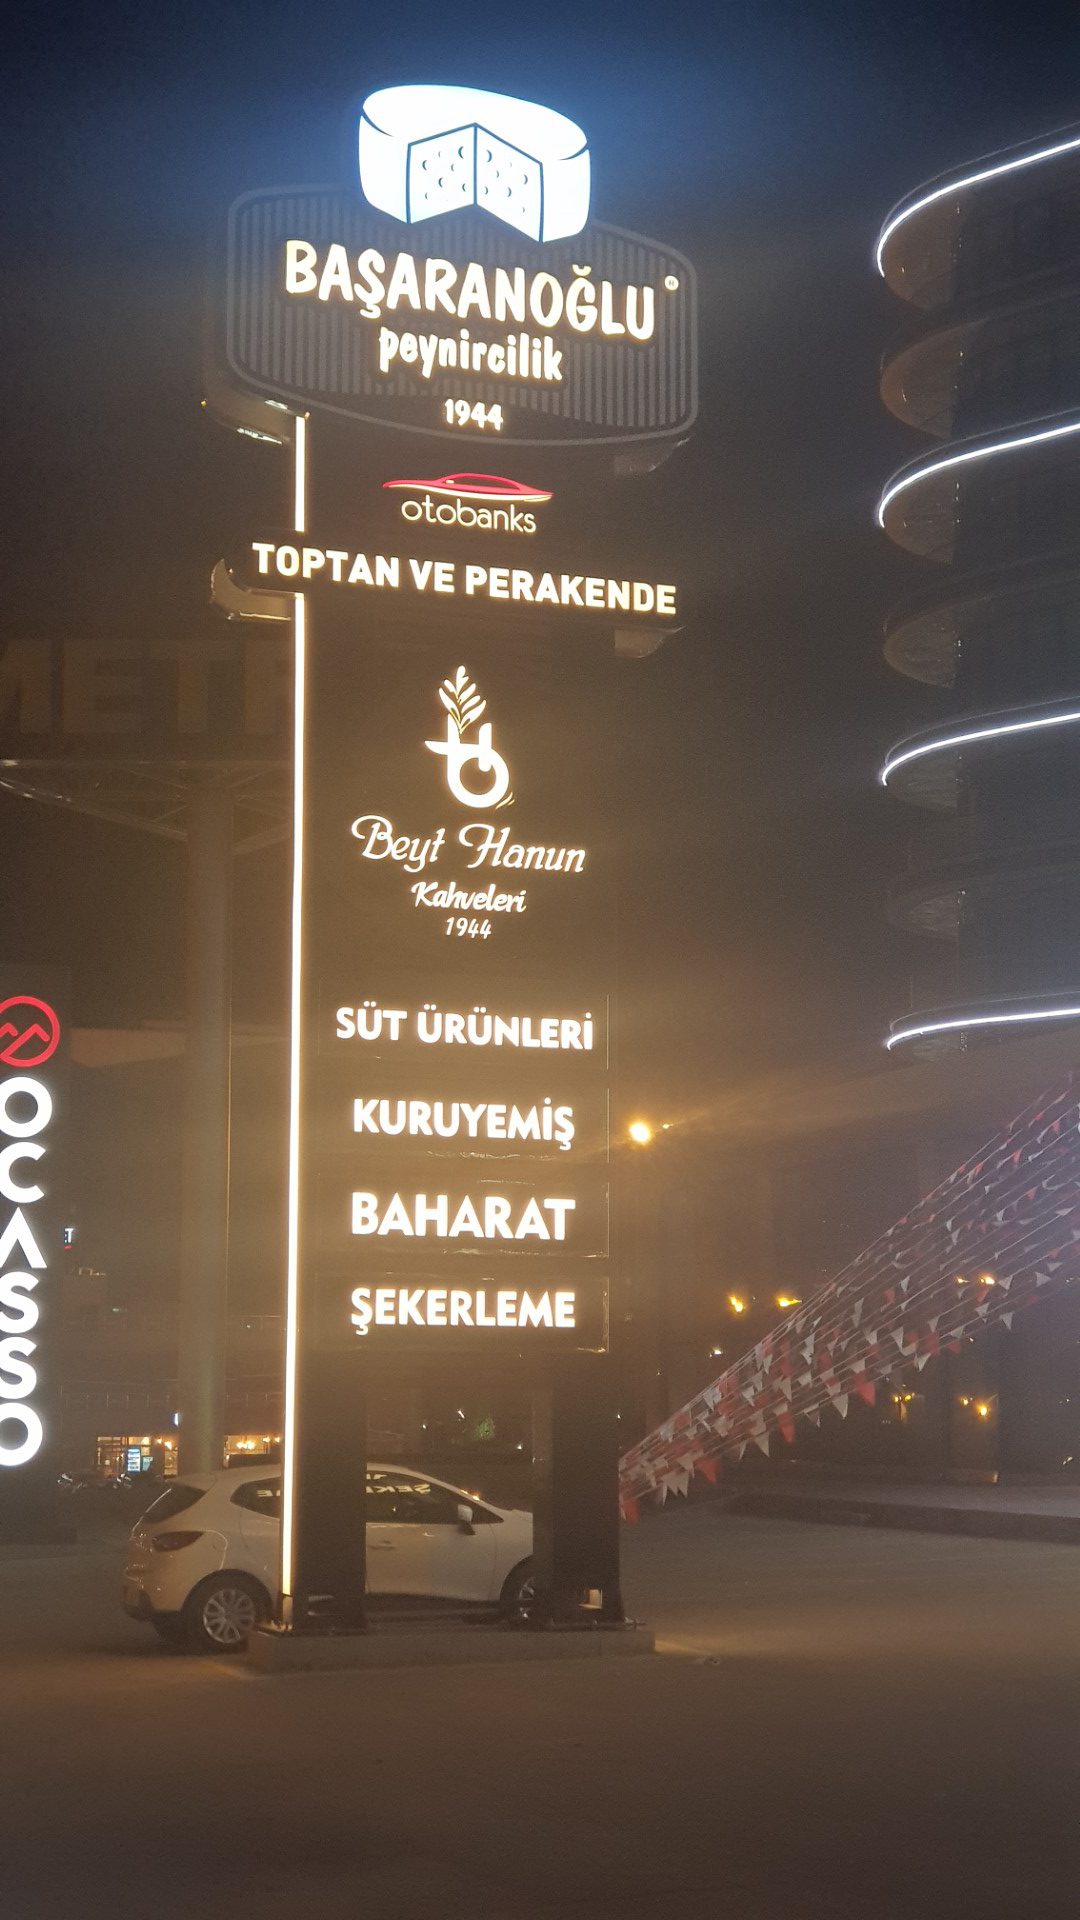 BAŞARANOĞLU
peynircilik
1944
otobanks
TOPTAN VE PERAKENDE
Beyt Hanun
Kahveleri
1944
SÜT ÜRÜNLERİ
KURUYEMİŞ
BAHARAT
ŞEKERLEME
OCASSO